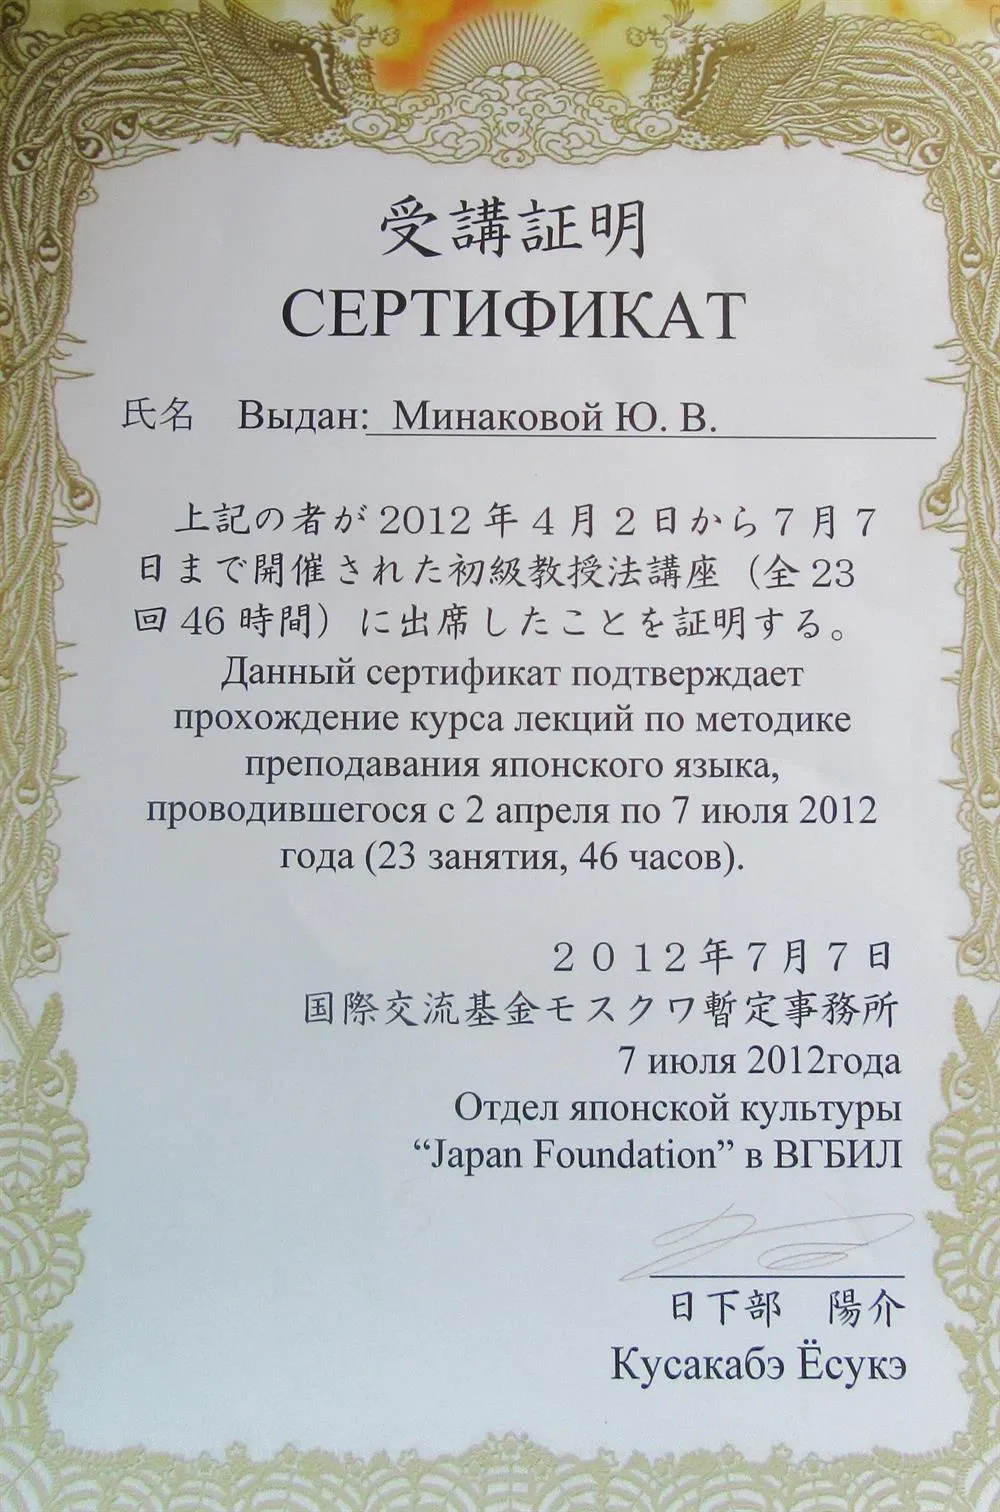 受講証明
СЕРТИФИКАТ
氏名 Выдан: Минаковой Ю. В.
上記の者が2012年4月2日から7月7
日まで開催された初級教授法講座（全23
回46時間）に出席したことを証明する。
Данный сертификат подтверждает
прохождение курса лекций по методике
преподавания японского языка,
проводившегося с 2 апреля по 7 июля 2012
года (23 занятия, 46 часов).
２０１２年７月７日
国際交流基金モスクワ暫定事務所
7 июля 2012года
Отдел японской культуры
“Japan Foundation” в ВГБИЛ
日下部　陽介
Кусакабэ Ёсукэ